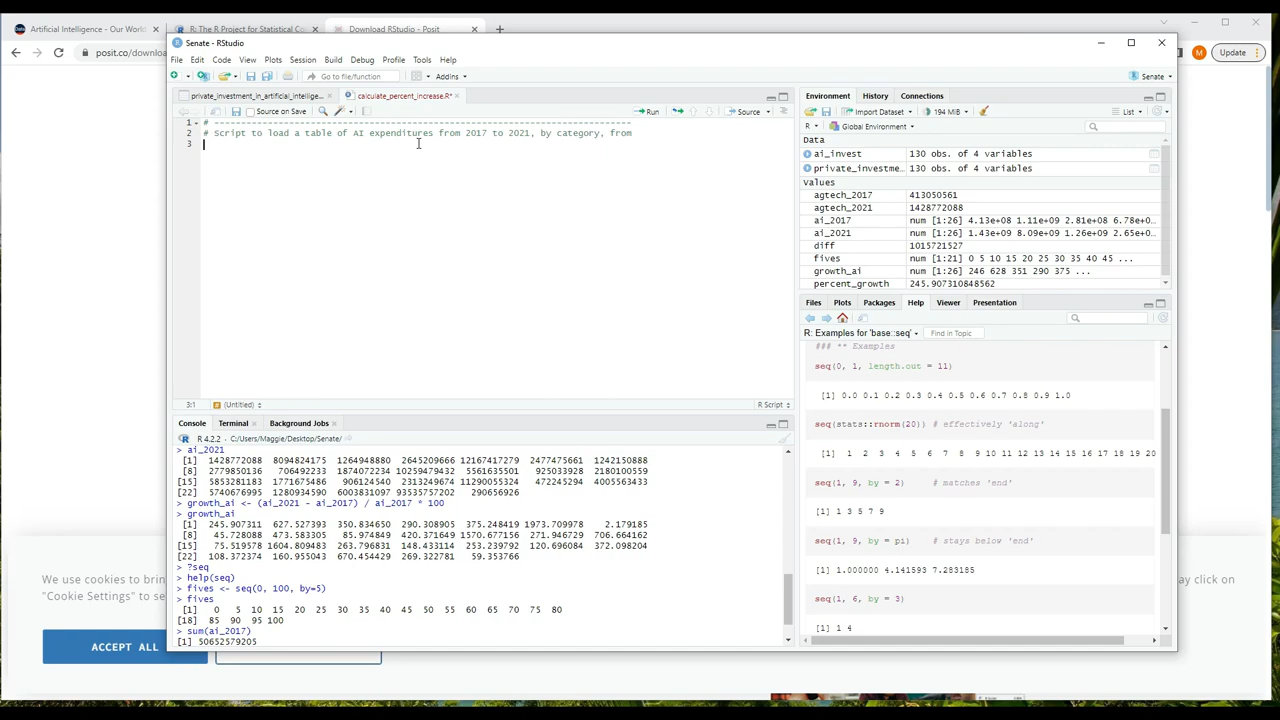 Artificial Intelligence - Our World
R: The R Project for Statistical Co
Download RStudio - Posit
posit.co/downloa
M
Update
Senate - RStudio
File Edit Code View Plots Session Build Debug Profile Tools Help
Go to file/function
Addins
Senate
private_investment_in_artificial_intellige...
calculate_percent_increase.R*
Source on Save
Run
Source
1 # -----------------------------------------------------------------------------
2 # Script to load a table of AI expenditures from 2017 to 2021, by category, from
3
3:1
(Untitled)
R Script
Console Terminal Background Jobs
R 4.2.2 · C:/Users/Maggie/Desktop/Senate/
> ai_2021
[1] 1428772088 8094824175 1264948880 2645209666 12167417279 2477475661 1242150888
[8] 2779850136 706492233 1874072234 10259479432 5561635501 925033928 2180100559
[15] 5853281183 1771675486 906124540 2313464219 11290055324 472245294 4005563433
[22] 5740676995 1280934590 6003831097 93535757202 290656926
> growth_ai <- (ai_2021 - ai_2017) / ai_2017 * 100
> growth_ai
[1] 245.907311 627.527393 350.834650 290.308905 375.248419 1973.709978 2.179185
[8] 45.728088 473.583305 85.974849 420.371649 1570.677156 271.946729 706.664162
[15] 75.519578 1604.809483 263.796831 148.433114 253.239792 120.696084 372.098204
[22] 108.372374 160.955043 670.454429 269.322781 59.353766
> ?seq
> help(seq)
> fives <- seq(0, 100, by=5)
> fives
[1] 0 5 10 15 20 25 30 35 40 45 50 55 60 65 70 75 80
[18] 85 90 95 100
> sum(ai_2017)
[1] 50652579205
Environment History Connections
Import Dataset
194 MiB
List
R
Global Environment
Data
ai_invest 130 obs. of 4 variables
private_investme... 130 obs. of 4 variables
Values
agtech_2017 413050561
agtech_2021 1428772088
ai_2017 num [1:26] 4.13e+08 1.11e+09 2.81e+08 6.78e+0...
ai_2021 num [1:26] 1.43e+09 8.09e+09 1.26e+09 2.65e+0...
diff 1015721527
fives num [1:21] 0 5 10 15 20 25 30 35 40 45 ...
growth_ai num [1:26] 246 628 351 290 375 ...
percent_growth 245.907310848562
Files Plots Packages Help Viewer Presentation
R: Examples for 'base::seq'
Find in Topic
### ** Examples
seq(0, 1, length.out = 11)
[1] 0.0 0.1 0.2 0.3 0.4 0.5 0.6 0.7 0.8 0.9 1.0
seq(stats::rnorm(20)) # effectively 'along'
[1] 1 2 3 4 5 6 7 8 9 10 11 12 13 14 15 16 17 18 19 20
seq(1, 9, by = 2) # matches 'end'
[1] 1 3 5 7 9
seq(1, 9, by = pi) # stays below 'end'
[1] 1.000000 4.141593 7.283185
seq(1, 6, by = 3)
[1] 1 4
We use cookies to brin
"Cookie Settings" to se
ay click on
ACCEPT ALL